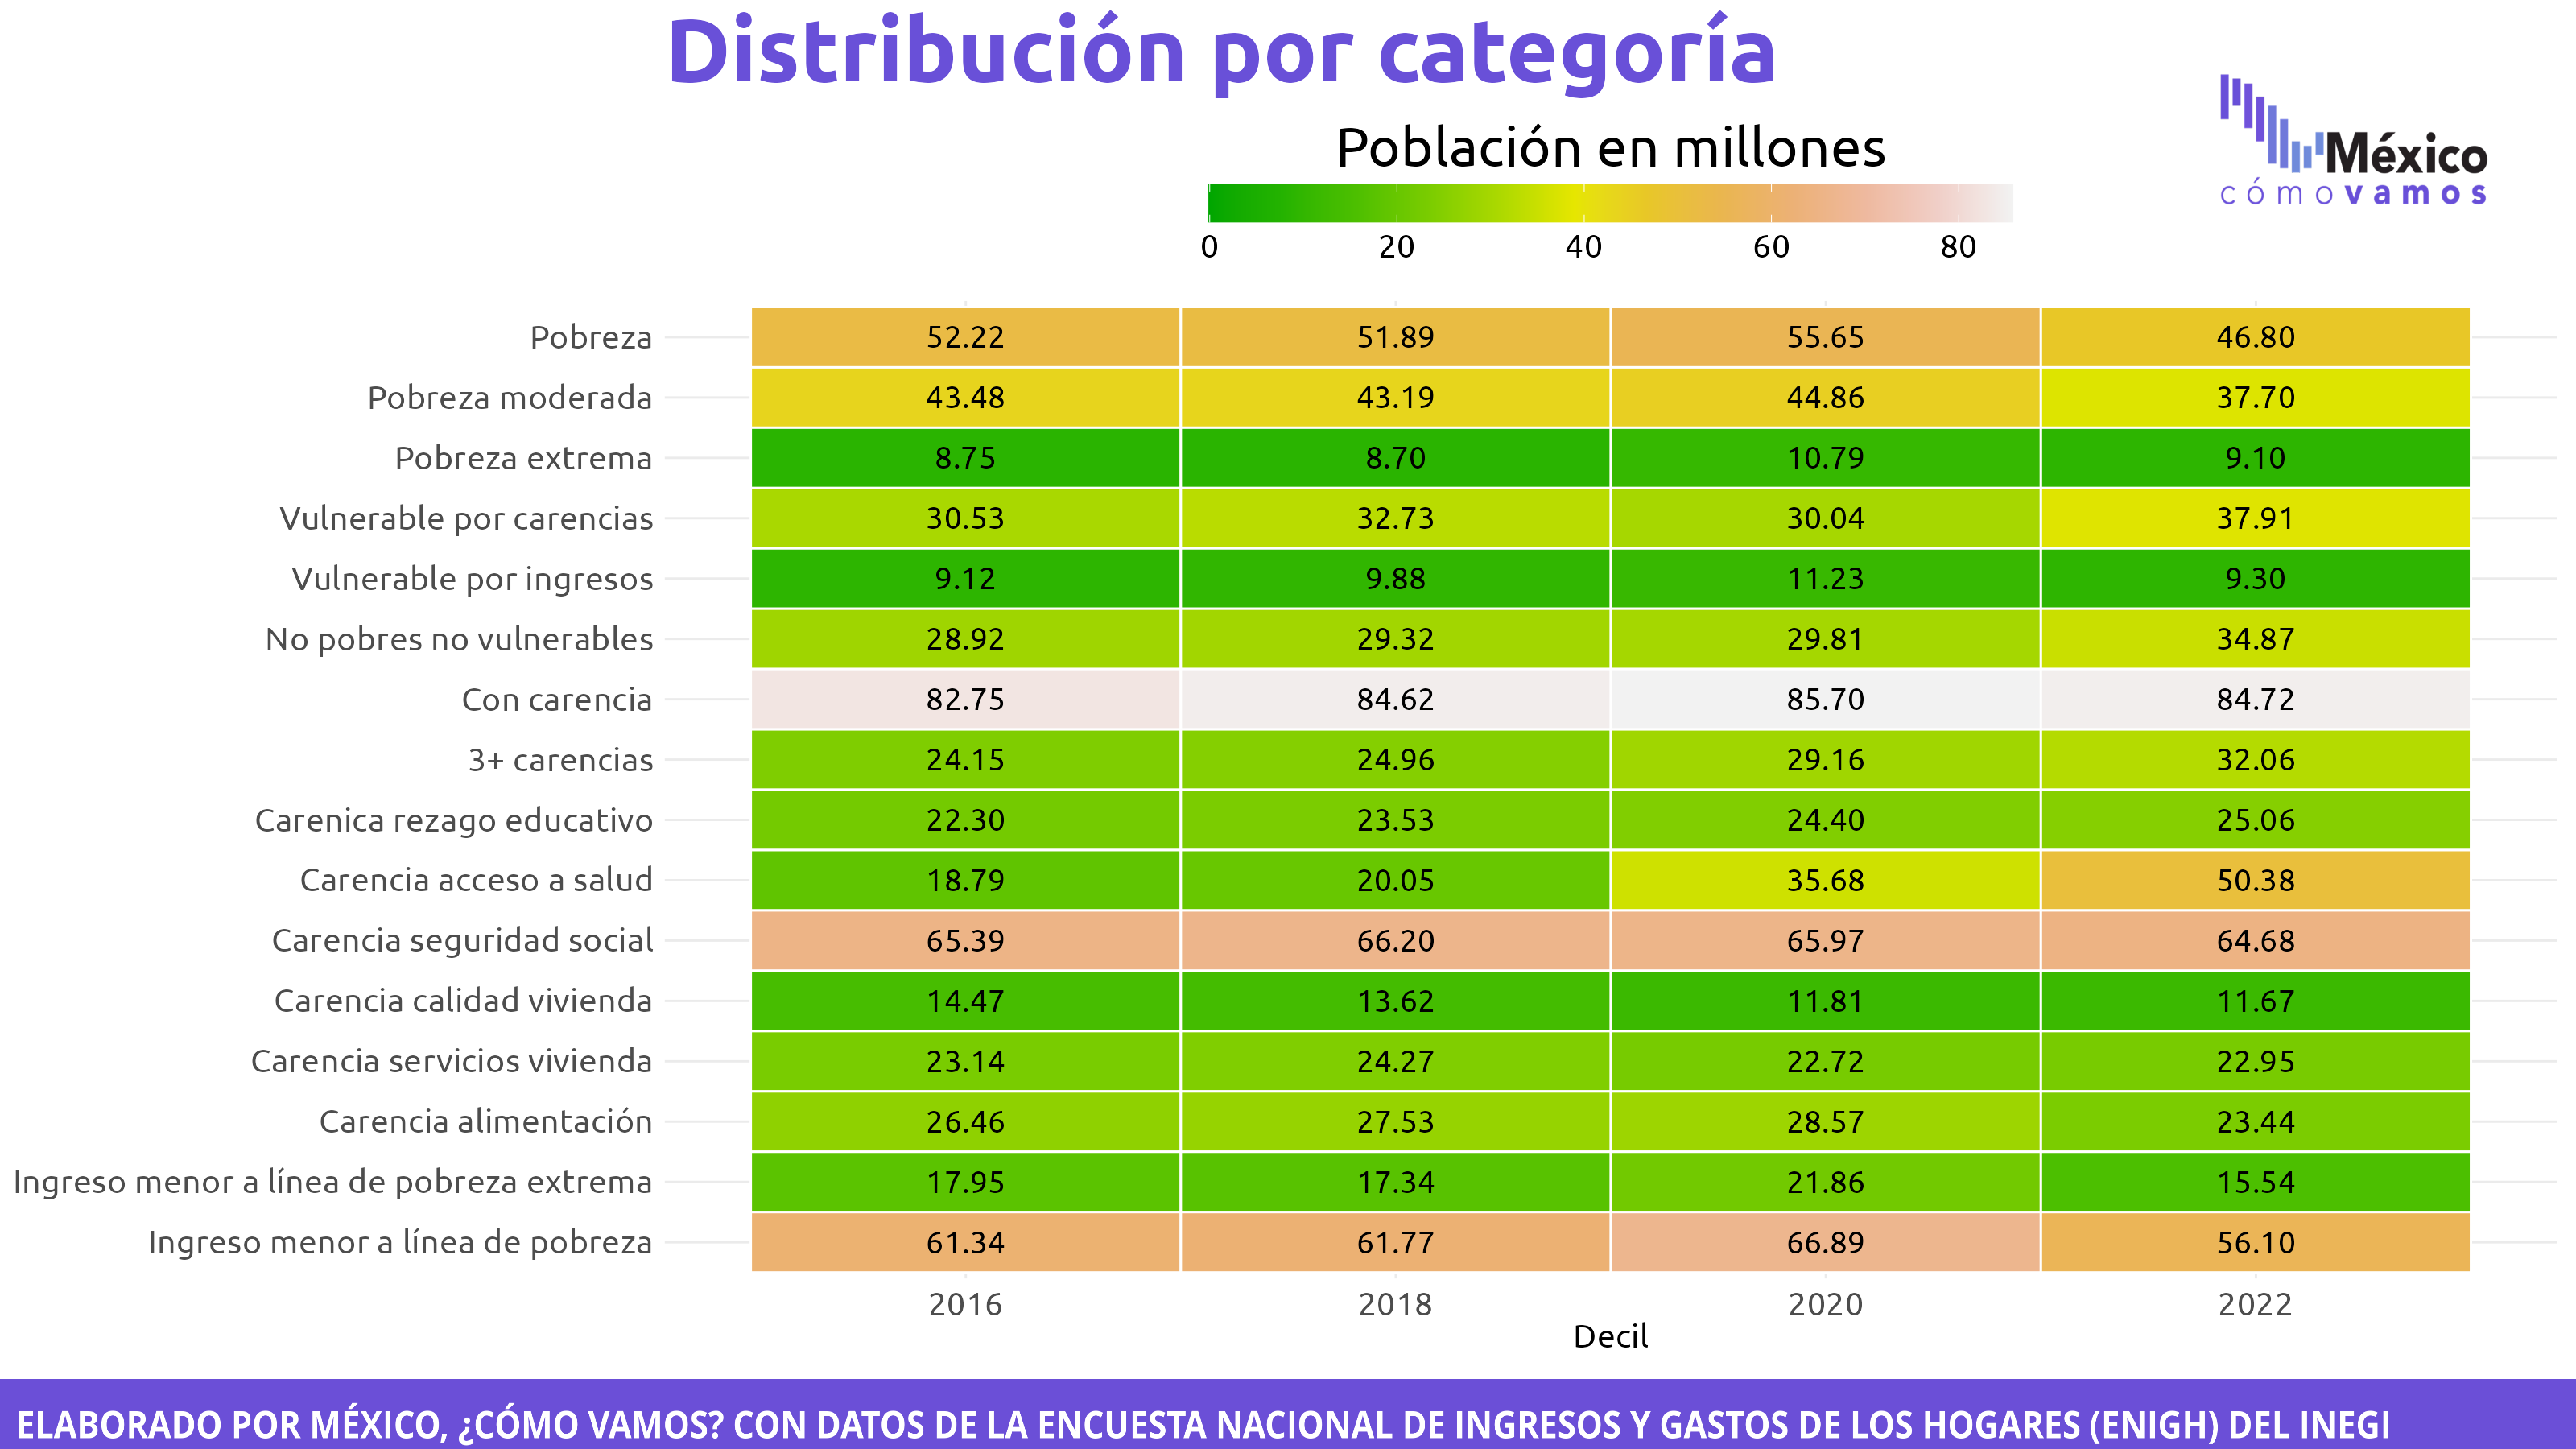 Distribución por categoría
Población en millones
0 20 40 60 80
México
cómovamos
Pobreza 52.22 51.89 55.65 46.80
Pobreza moderada 43.48 43.19 44.86 37.70
Pobreza extrema 8.75 8.70 10.79 9.10
Vulnerable por carencias 30.53 32.73 30.04 37.91
Vulnerable por ingresos 9.12 9.88 11.23 9.30
No pobres no vulnerables 28.92 29.32 29.81 34.87
Con carencia 82.75 84.62 85.70 84.72
3+ carencias 24.15 24.96 29.16 32.06
Carenica rezago educativo 22.30 23.53 24.40 25.06
Carencia acceso a salud 18.79 20.05 35.68 50.38
Carencia seguridad social 65.39 66.20 65.97 64.68
Carencia calidad vivienda 14.47 13.62 11.81 11.67
Carencia servicios vivienda 23.14 24.27 22.72 22.95
Carencia alimentación 26.46 27.53 28.57 23.44
Ingreso menor a línea de pobreza extrema 17.95 17.34 21.86 15.54
Ingreso menor a línea de pobreza 61.34 61.77 66.89 56.10
2016 2018 2020 2022
Decil
ELABORADO POR MÉXICO, ¿CÓMO VAMOS? CON DATOS DE LA ENCUESTA NACIONAL DE INGRESOS Y GASTOS DE LOS HOGARES (ENIGH) DEL INEGI